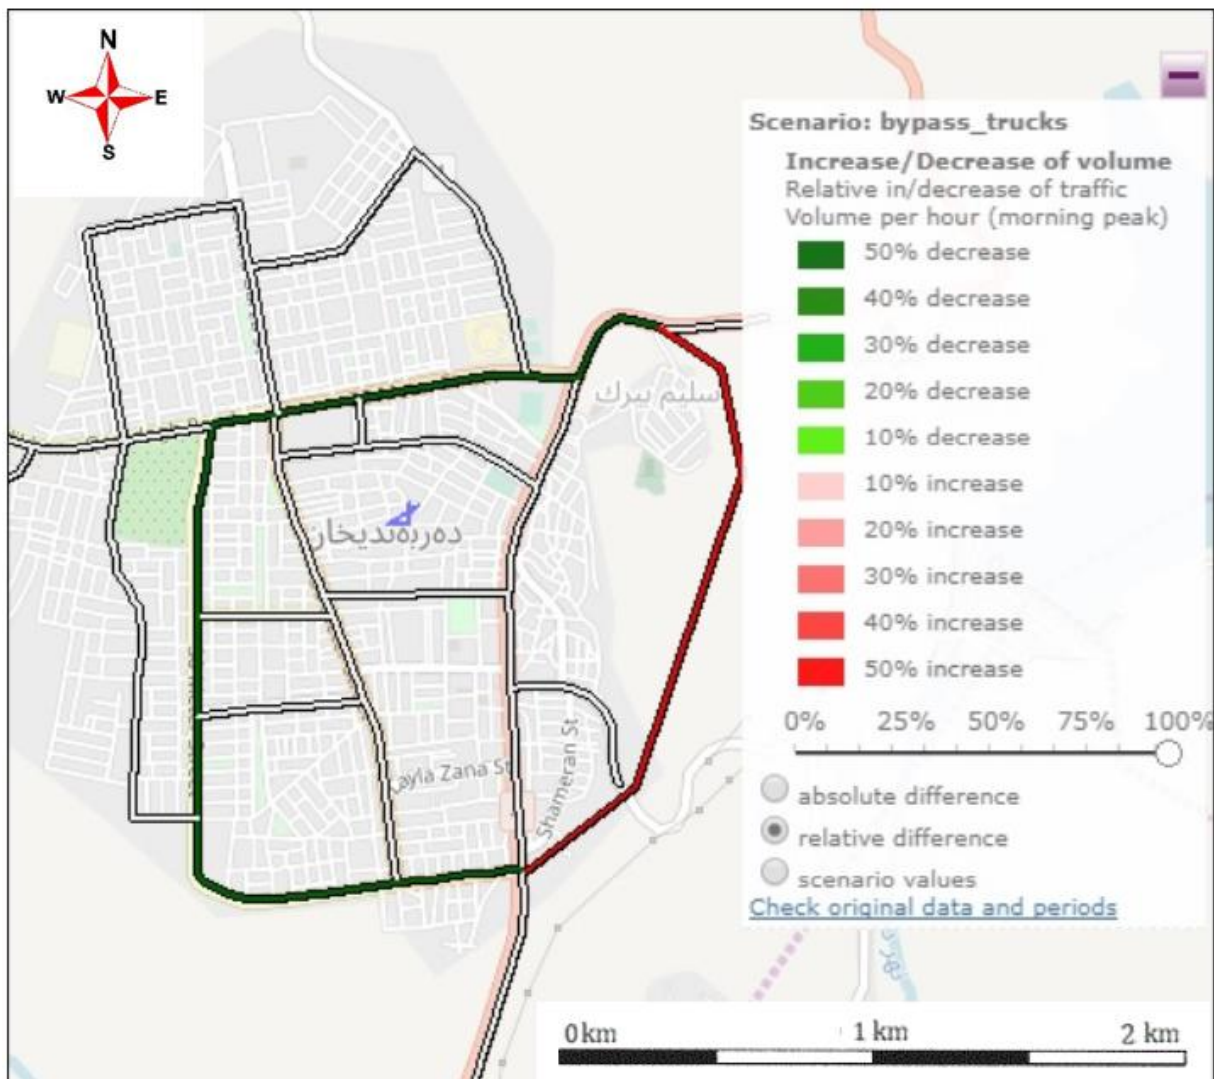 N
W E
S
Scenario: bypass_trucks
Increase/Decrease of volume
Relative in/decrease of traffic
Volume per hour (morning peak)
50% decrease
40% decrease
30% decrease
20% decrease
10% decrease
10% increase
20% increase
30% increase
40% increase
50% increase
0% 25% 50% 75% 100%
absolute difference
relative difference
scenario values
Check original data and periods
سليم بيرك
دەربەندیخان
Layla Zana St
Shameran St
0 km 1 km 2 km